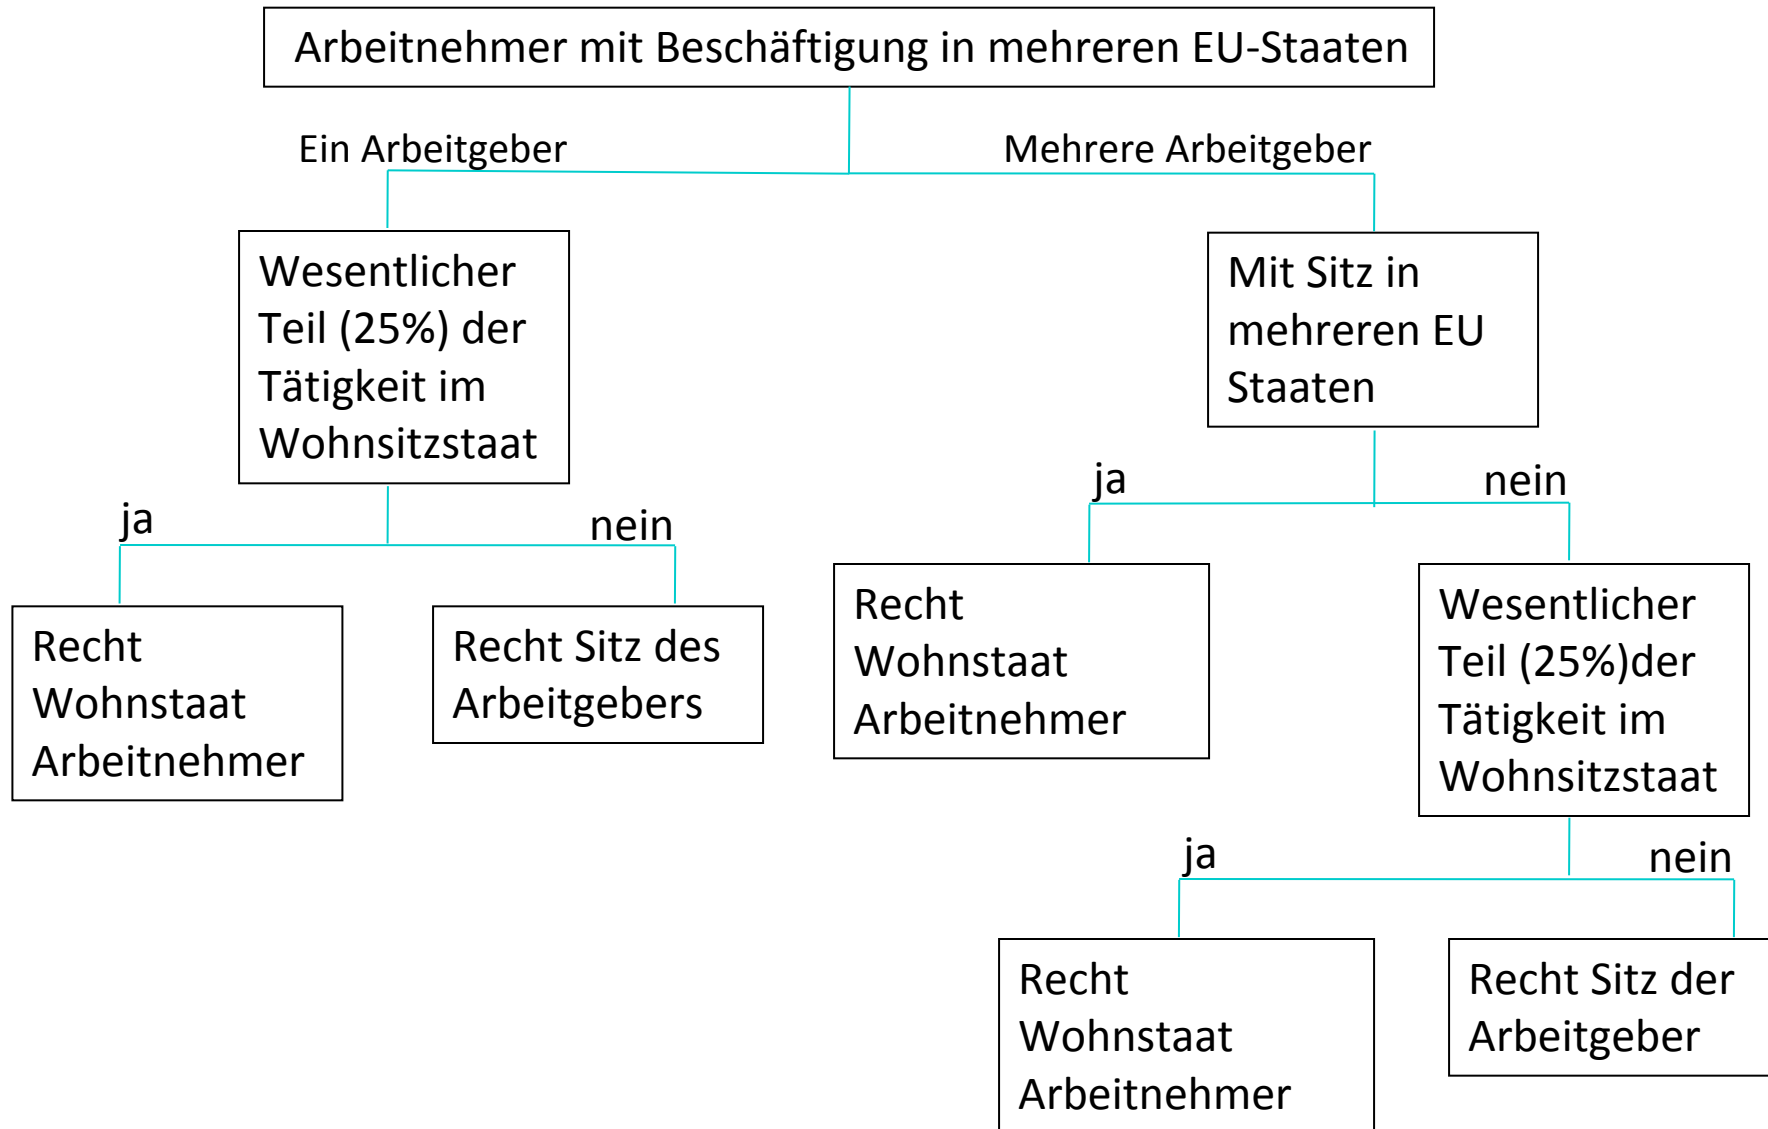 Arbeitnehmer mit Beschäftigung in mehreren EU-Staaten
Ein Arbeitgeber
Mehrere Arbeitgeber
Wesentlicher
Teil (25%) der
Tätigkeit im
Wohnsitzstaat
Mit Sitz in
mehreren EU
Staaten
ja
nein
ja
nein
Recht
Wohnstaat
Arbeitnehmer
Recht Sitz des
Arbeitgebers
Recht
Wohnstaat
Arbeitnehmer
Wesentlicher
Teil (25%)der
Tätigkeit im
Wohnsitzstaat
ja
nein
Recht
Wohnstaat
Arbeitnehmer
Recht Sitz der
Arbeitgeber